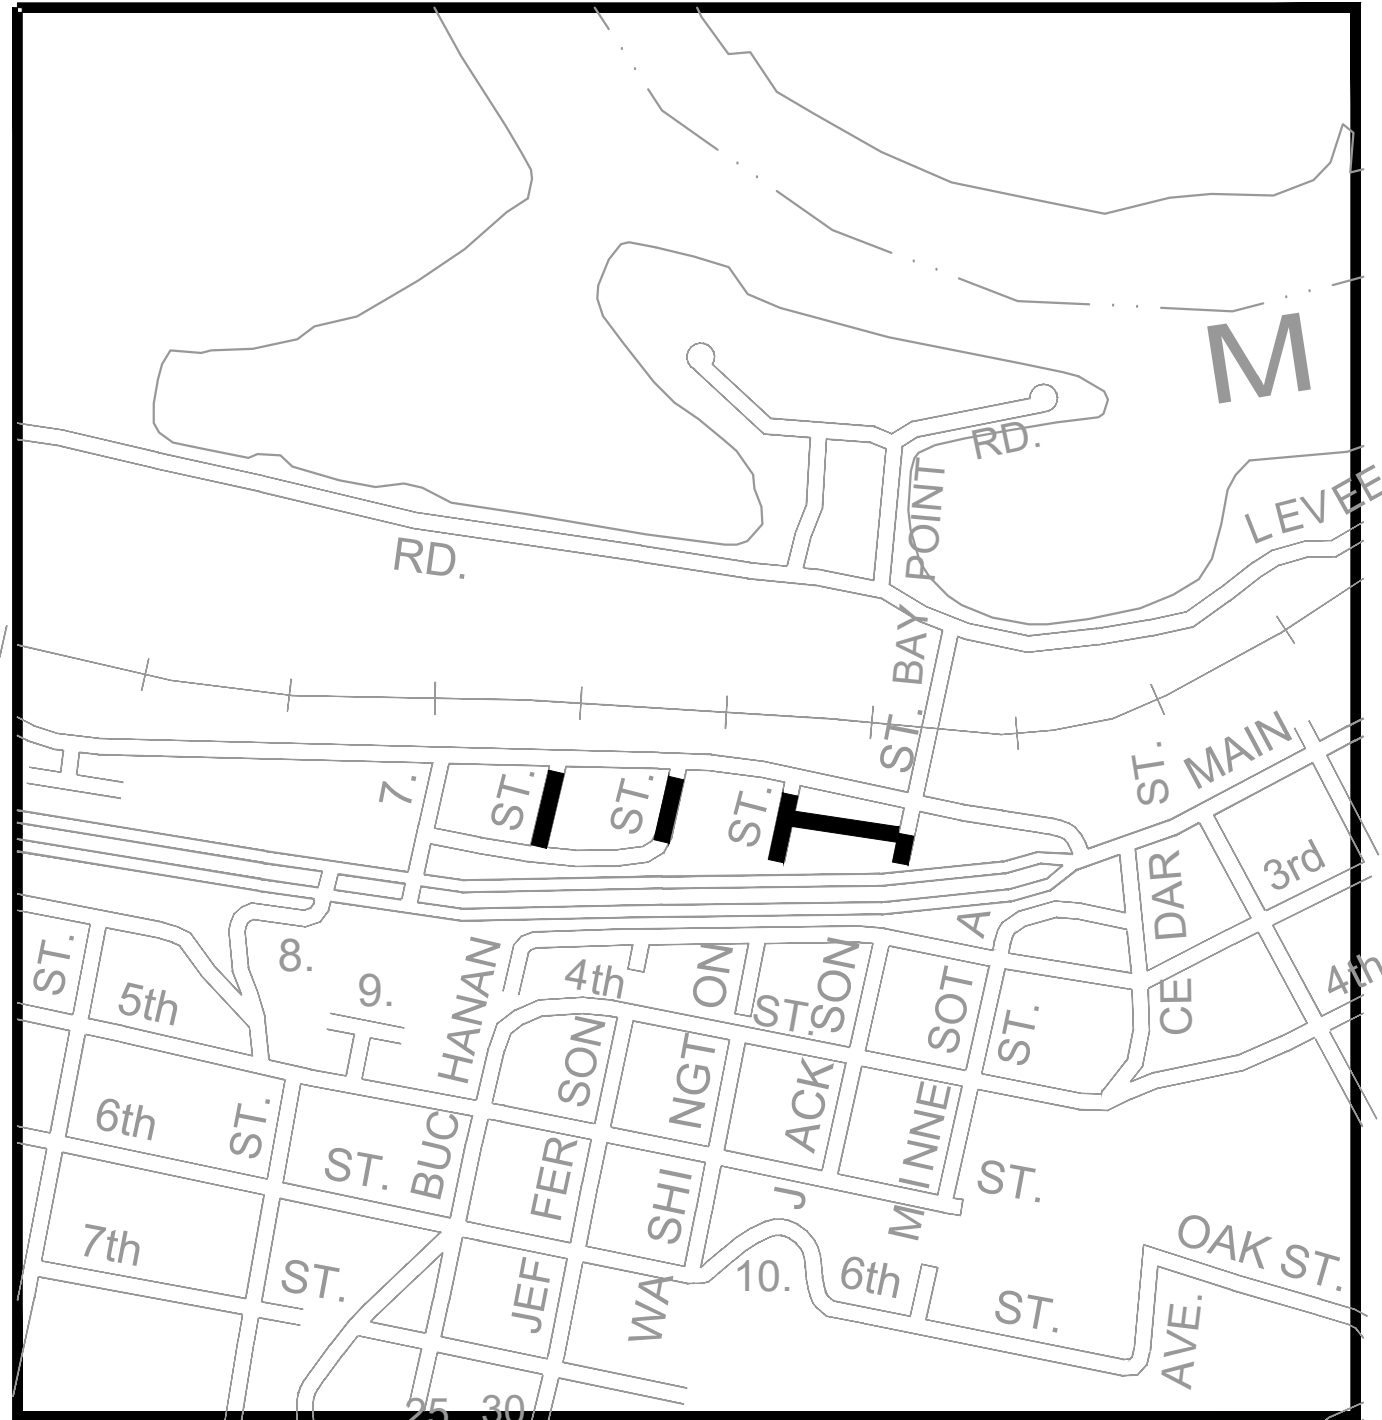 M
RD.
POINT
LEVEE
RD.
BAY
ST.
MAIN
ST.
7.
ST.
ST.
ST.
3rd
DAR
CE
A
SOT
INNE
M
ST.
4th
8.
9.
HANAN
BUC
4th
ST.
ON
NGT
SHI
WA
SON
ACK
J
SON
FER
JEF
ST.
5th
6th
ST.
ST.
ST.
7th
ST.
10.
6th
ST.
OAK ST.
AVE.
25
30